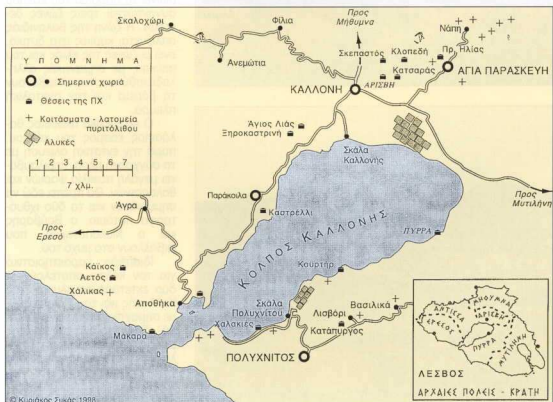 ΥΠΟΜΝΗΜΑ
Σημερινά χωριά
Θέσεις της ΠΧ
Κοιτάσματα - λατομεία
πυριτόλιθου
Αλυκές
1 2 3 4 5 6 7
7 χλμ.
Σκαλοχώρι
Φίλια
Ανεμώτια
Προς
Μήθυμνα
Νάπη
Σκεπαστός
Κλοπεδή
Πρ. Ηλίας
Κατσαράς
ΑΓΙΑ ΠΑΡΑΣΚΕΥΗ
ΚΑΛΛΟΝΗ
ΑΡΙΣΒΗ
Άγιος Λιάς
Ξηροκαστρινή
Σκάλα
Καλλονής
Παράκοιλα
Καστρέλλι
Προς
Μυτιλήνη
Άγρα
Προς
Ερεσό
ΚΟΛΠΟΣ ΚΑΛΛΟΝΗΣ
ΠΥΡΡΑ
Κουρτήρ
Κάϊκος
Αετός
Χάλικας
Αποθήκα
Σκάλα
Πολυχνίτου
Χαλακιές
Λισβόρι
Βασιλικά
Κατάπυργος
Μάκαρα
ΠΟΛΥΧΝΙΤΟΣ
ΜΗΘΥΜΝΑ
ΑΝΤΙΣΣΑ
ΑΡΙΣΒΗ
ΕΡΕΣΟΣ
ΠΥΡΡΑ
ΜΥΤΙΛΗΝΗ
ΛΕΣΒΟΣ
ΑΡΧΑΙΕΣ ΠΟΛΕΙΣ - ΚΡΑΤΗ
© Κυριάκος Συκάς 1998